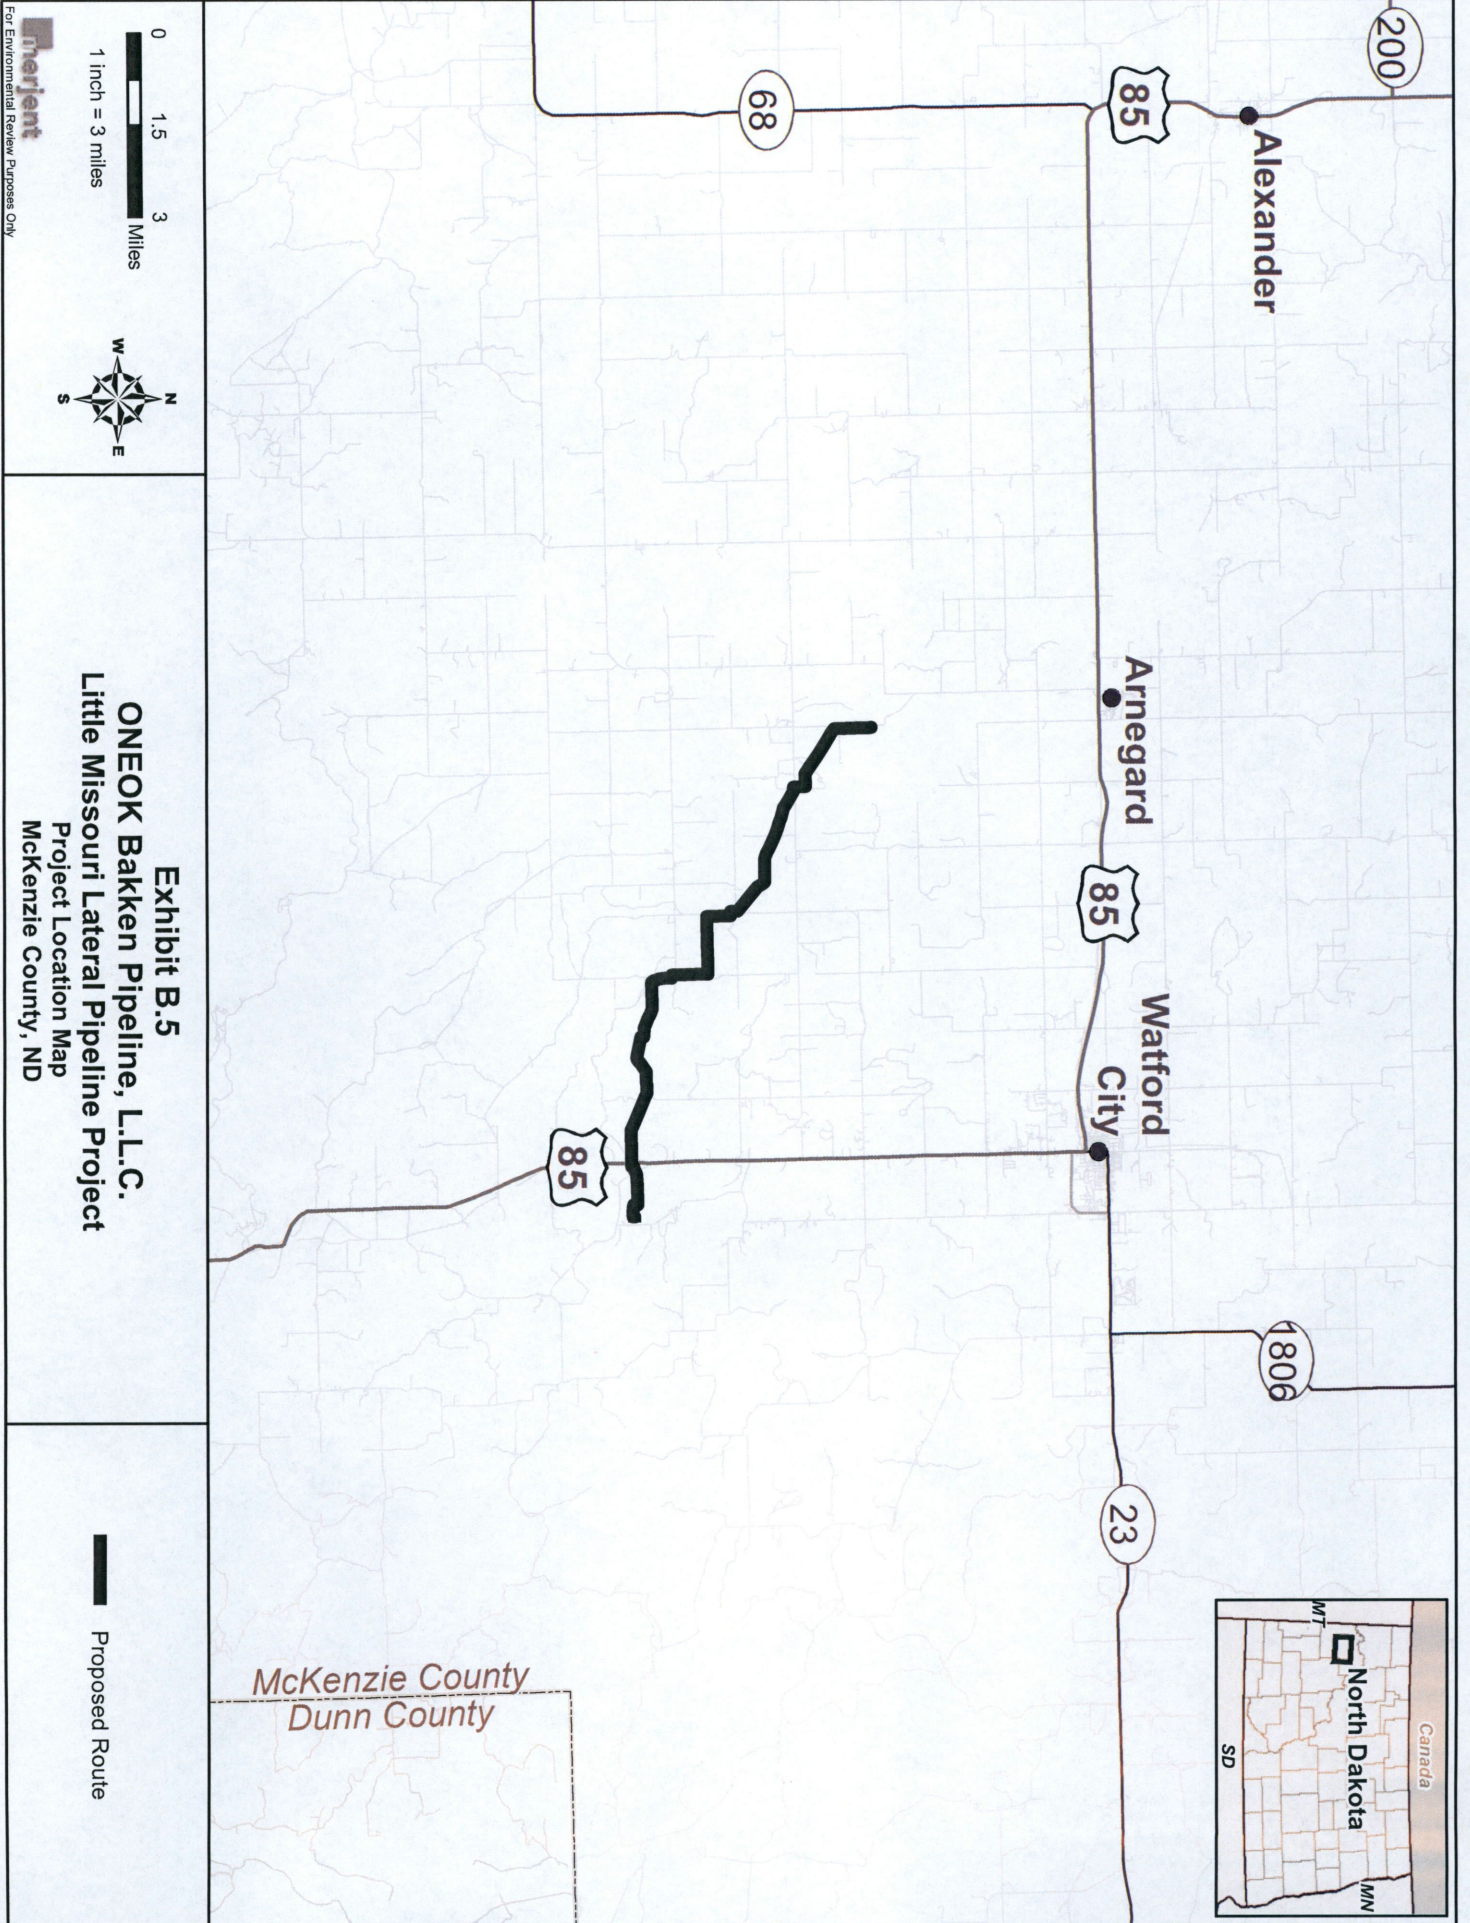 200
Alexander
85
68
Arnegard
85
Watford
City
1806
23
85
McKenzie County
Dunn County
Canada
MT
North Dakota
MN
SD
0 1.5 3
Miles
1 inch = 3 miles
N
W
E
S
merjent
For Environmental Review Purposes Only
Exhibit B.5
ONEOK Bakken Pipeline, L.L.C.
Little Missouri Lateral Pipeline Project
Project Location Map
McKenzie County, ND
Proposed Route